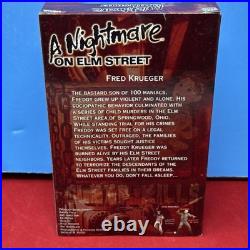 A Nightmare
ON ELM STREET
FRED KRUEGER
THE BASTARD SON OF 100 MANIACS,
FREDDY GREW UP VIOLENT AND ALONE. HIS
SOCIOPATHIC BEHAVIOR CULMINATED WITH
A SERIES OF CHILD MURDERS IN THE ELM
STREET AREA OF SPRINGWOOD, OHIO.
WHILE STANDING TRIAL FOR HIS CRIMES
FREDDY WAS SET FREE ON A LEGAL
TECHNICALITY. OUTRAGED, THE FAMILIES
OF HIS VICTIMS SOUGHT JUSTICE
THEMSELVES. FREDDY KRUEGER WAS
BURNED ALIVE BY HIS ELM STREET
NEIGHBORS. YEARS LATER FREDDY RETURNED
TO TERRORIZE THE DESCENDANTS OF THE
ELM STREET FAMILIES IN THEIR DREAMS.
WHATEVER YOU DO, DON'T FALL ASLEEP...